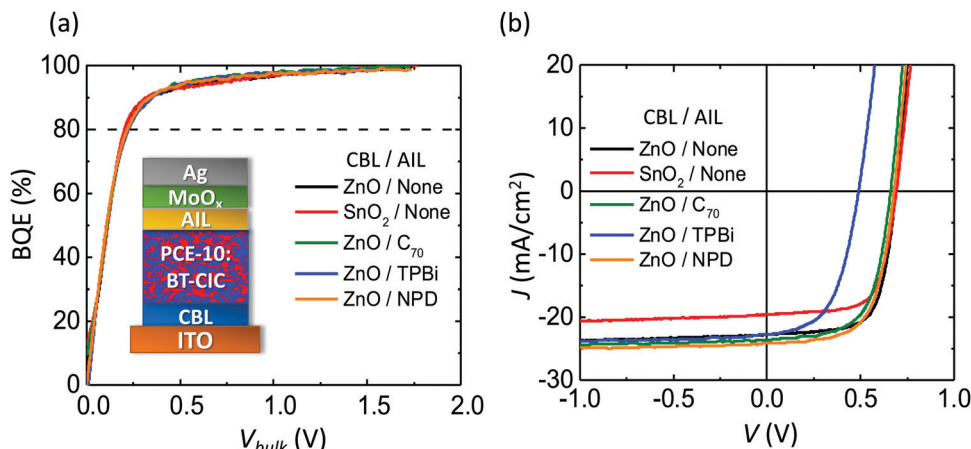 (a)
100
80
60
40
20
0
BQE (%)
0.0 0.5 1.0 1.5 2.0
V_bulk (V)
CBL / AIL
ZnO / None
SnO₂ / None
ZnO / C₇₀
ZnO / TPBi
ZnO / NPD
Ag
MoOₓ
AIL
PCE-10:
BT-CIC
CBL
ITO
(b)
20
10
0
-10
-20
-30
J (mA/cm²)
-1.0 -0.5 0.0 0.5 1.0
V (V)
CBL / AIL
ZnO / None
SnO₂ / None
ZnO / C₇₀
ZnO / TPBi
ZnO / NPD